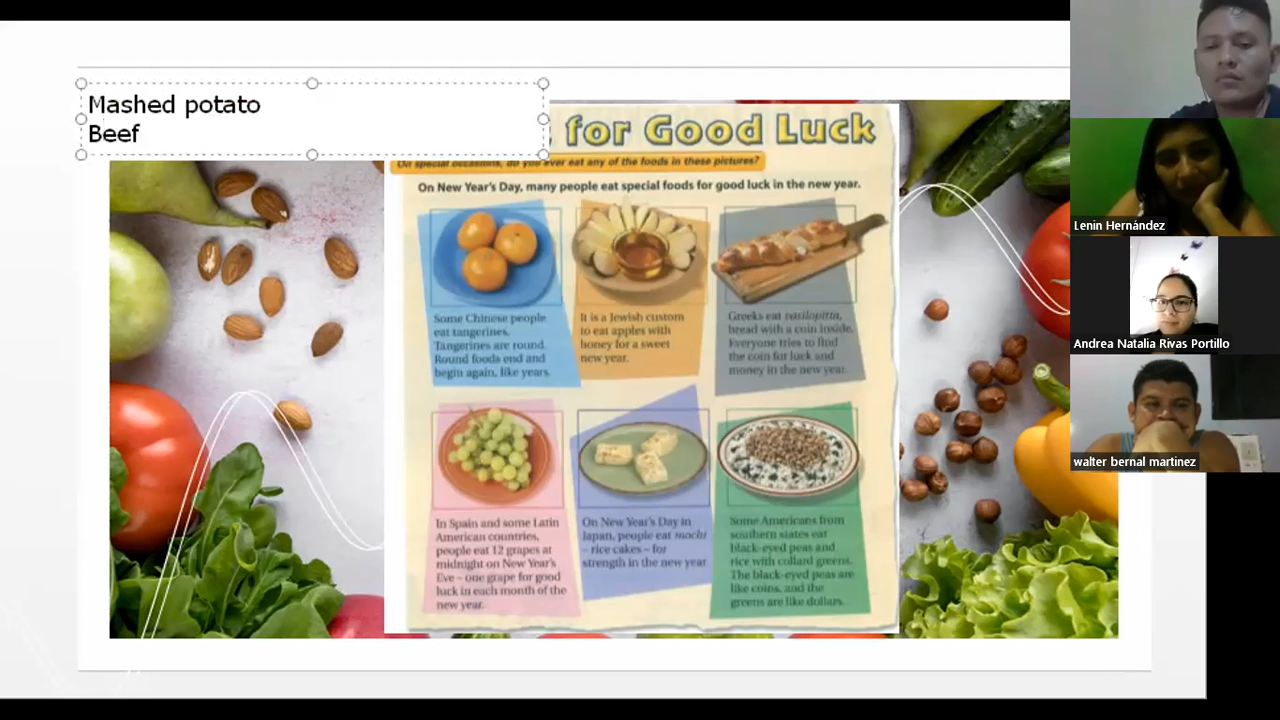 Mashed potato
Beef
for Good Luck
On special occasions, do you ever eat any of the foods in these pictures?
On New Year's Day, many people eat special foods for good luck in the new year.
Some Chinese people
eat tangerines.
Tangerines are round.
Round foods end and
begin again, like years.
It is a Jewish custom
to eat apples with
honey for a sweet
new year.
Greeks eat vasilopitta,
bread with a coin inside.
Everyone tries to find
the coin for luck and
money in the new year.
In Spain and some Latin
American countries,
people eat 12 grapes at
midnight on New Year's
Eve – one grape for good
luck in each month of the
new year.
On New Year's Day in
Japan, people eat mochi
– rice cakes – for
strength in the new year.
Some Americans from
southern states eat
black-eyed peas and
rice with collard greens.
The black-eyed peas are
like coins, and the
greens are like dollars.
Lenin Hernández
Andrea Natalia Rivas Portillo
walter bernal martinez